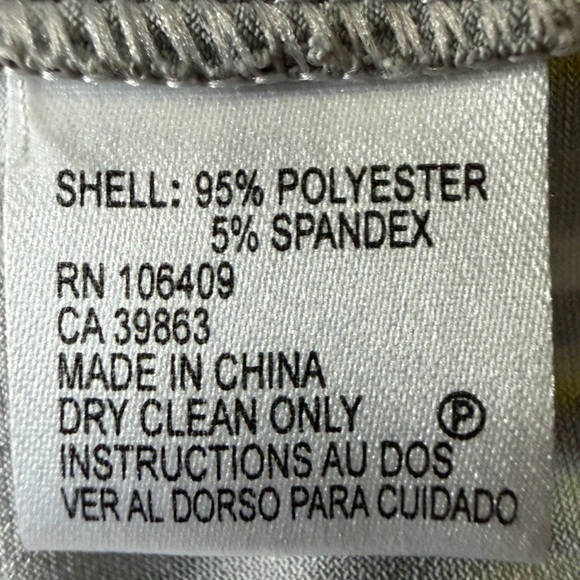 SHELL: 95% POLYESTER
5% SPANDEX
RN 106409
CA 39863
MADE IN CHINA
DRY CLEAN ONLY Ⓟ
INSTRUCTIONS AU DOS
VER AL DORSO PARA CUIDADO